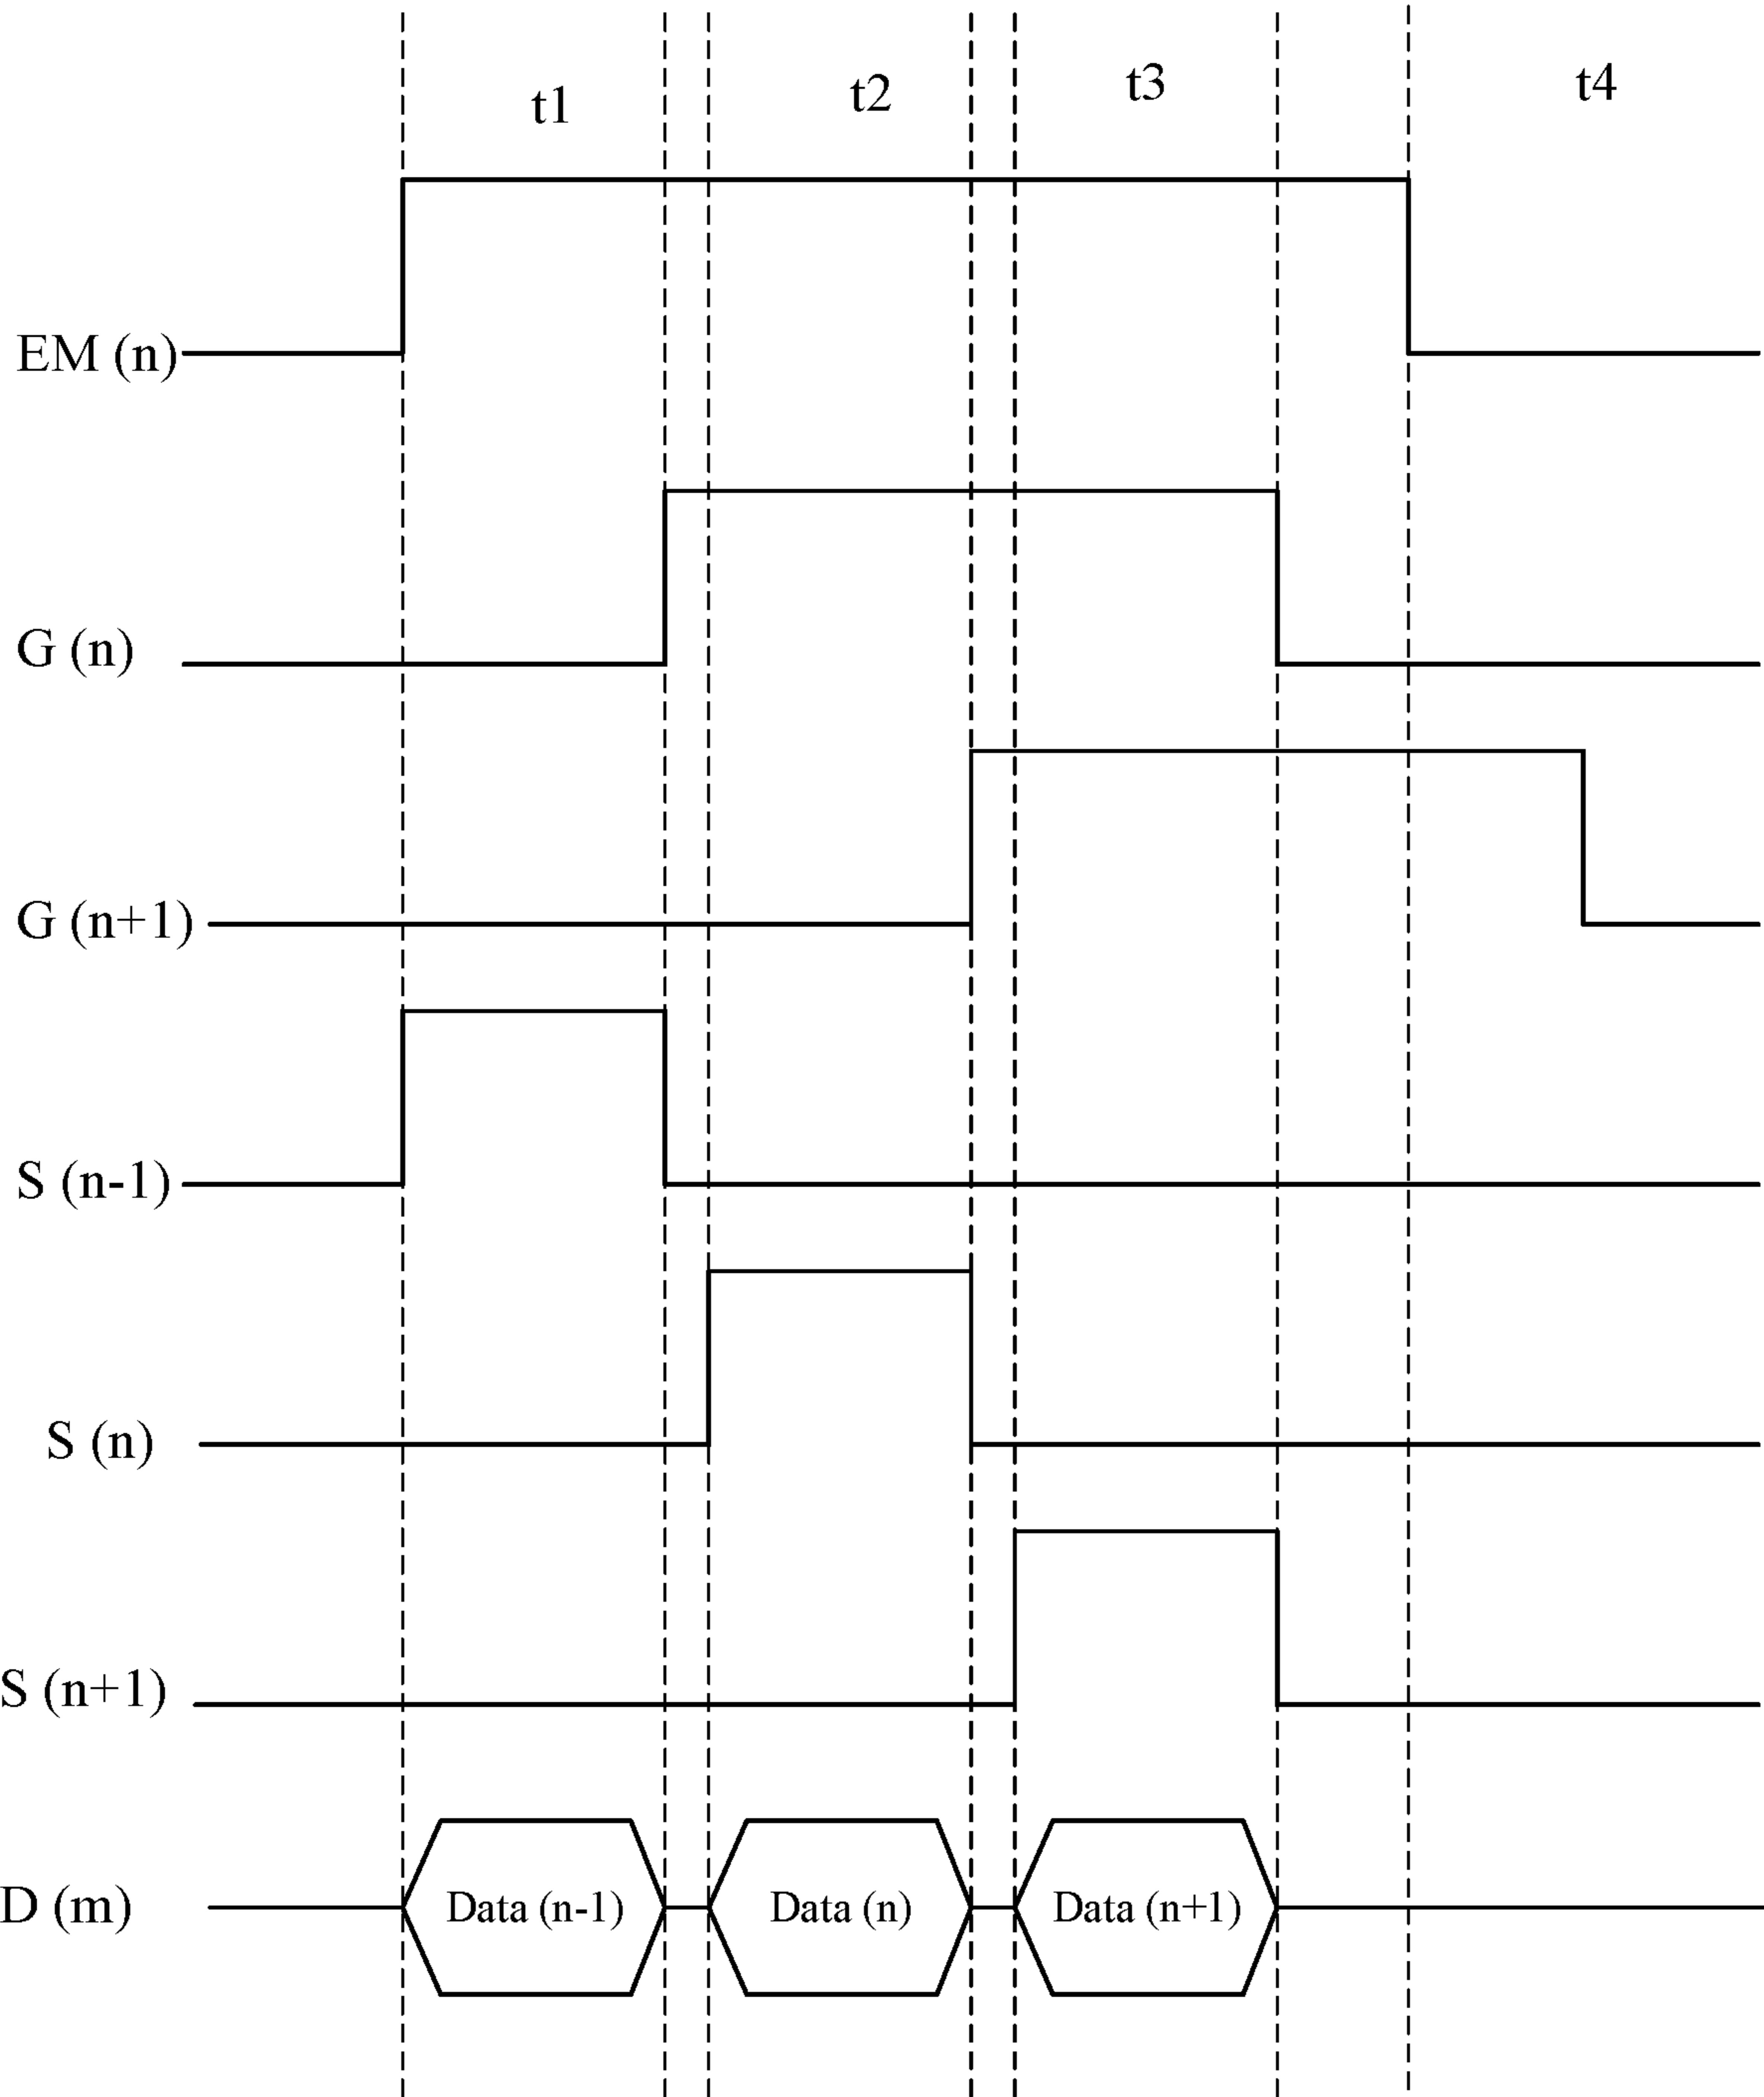 t1 t2 t3 t4
EM (n)
G (n)
G (n+1)
S (n-1)
S (n)
S (n+1)
D (m) Data (n-1) Data (n) Data (n+1)